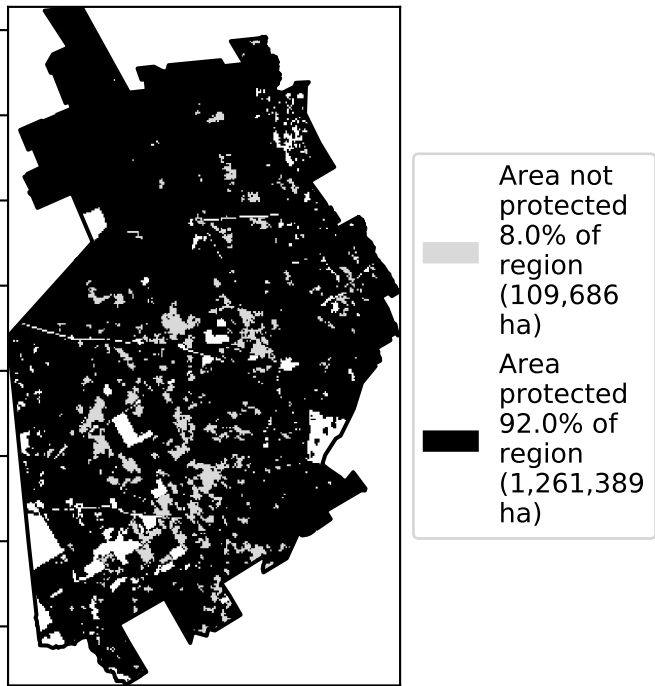 Area not
protected
8.0% of
region
(109,686
ha)
Area
protected
92.0% of
region
(1,261,389
ha)